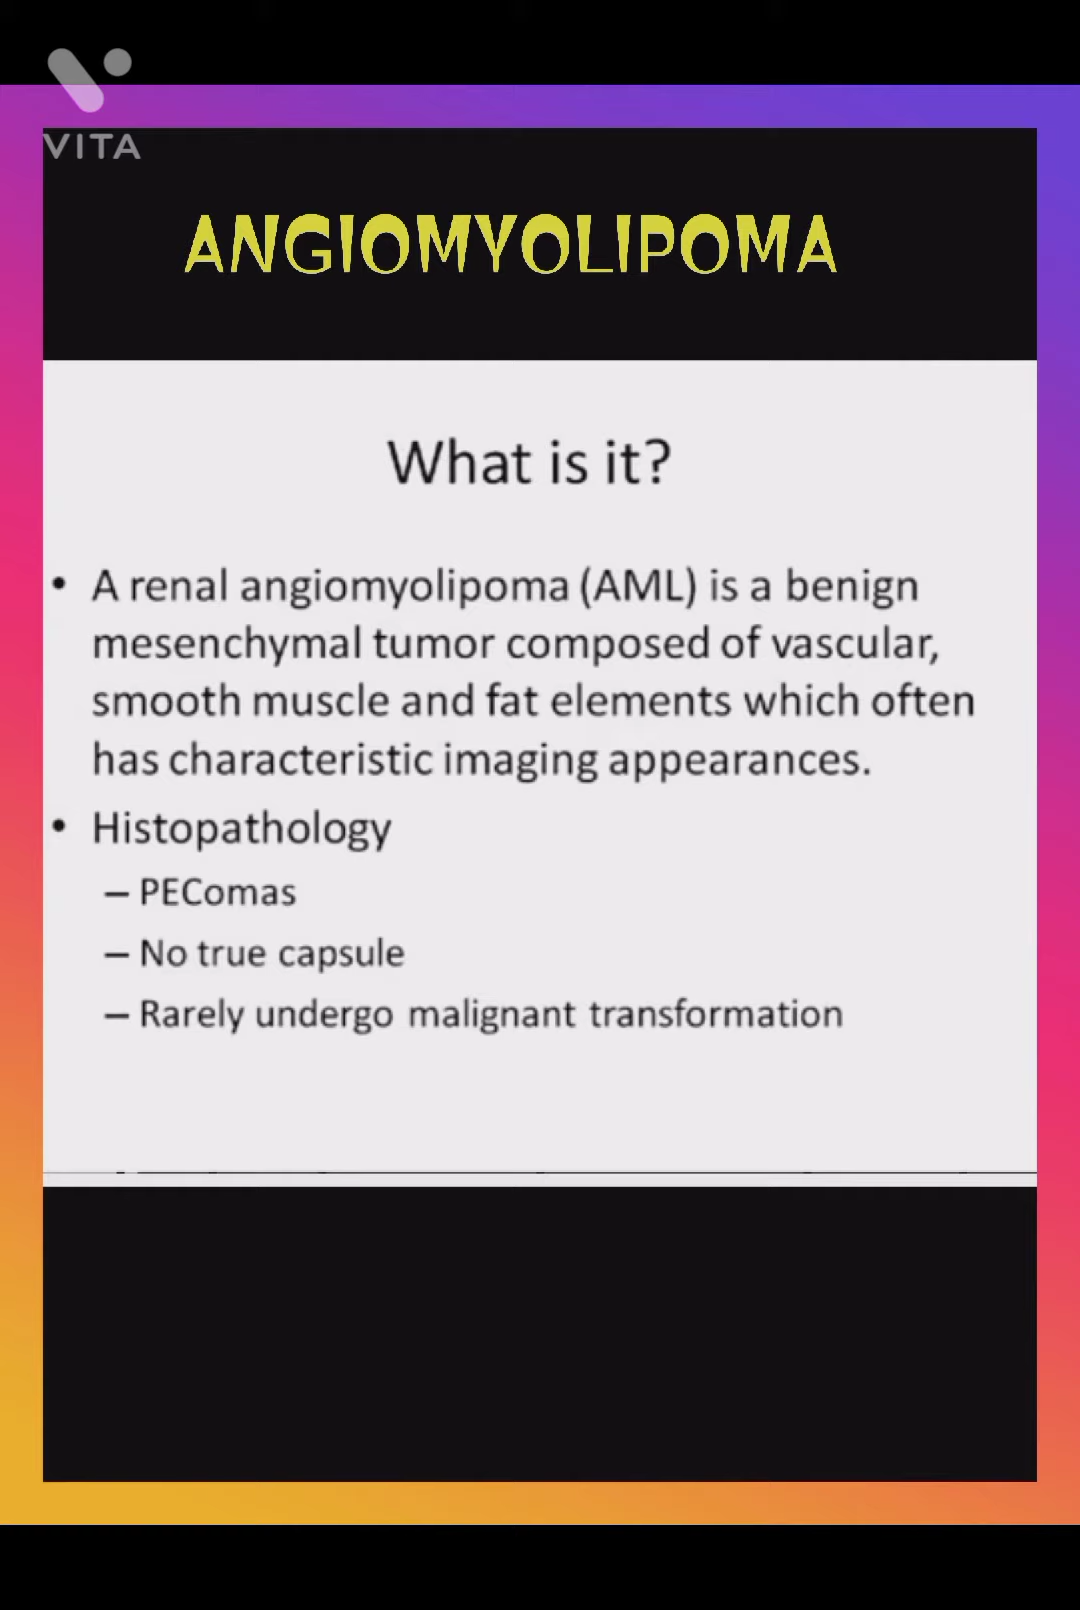 VITA
ANGIOMYOLIPOMA
What is it?
• A renal angiomyolipoma (AML) is a benign
mesenchymal tumor composed of vascular,
smooth muscle and fat elements which often
has characteristic imaging appearances.
• Histopathology
– PEComas
– No true capsule
– Rarely undergo malignant transformation